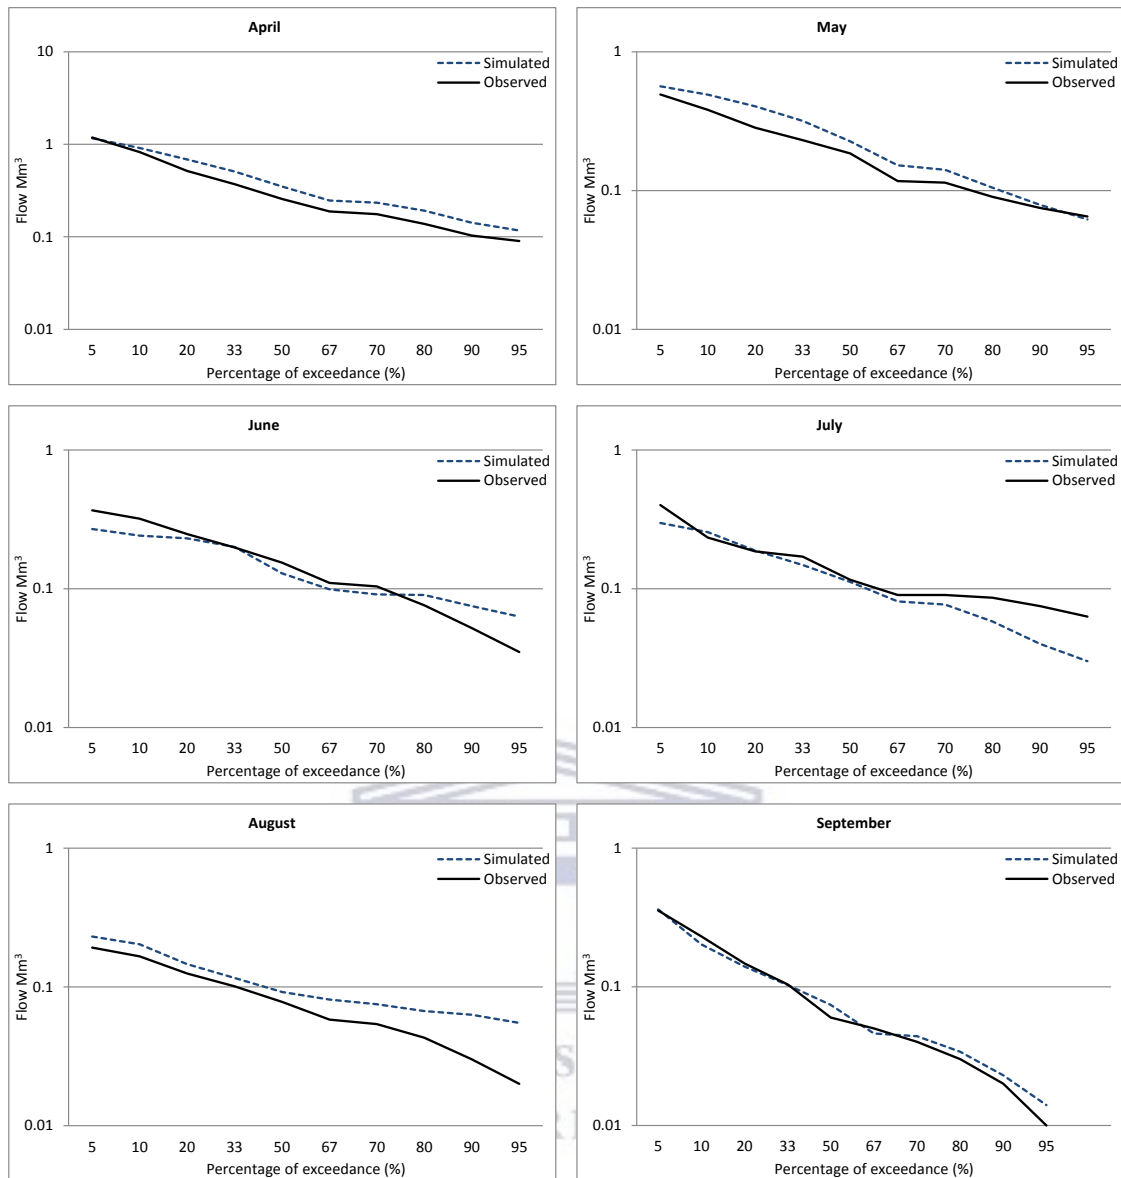 April
10
1
0.1
0.01
Flow Mm³
Simulated
Observed
5 10 20 33 50 67 70 80 90 95
Percentage of exceedance (%)
May
1
0.1
0.01
Flow Mm³
Simulated
Observed
5 10 20 33 50 67 70 80 90 95
Percentage of exceedance (%)
June
1
0.1
0.01
Flow Mm³
Simulated
Observed
5 10 20 33 50 67 70 80 90 95
Percentage of exceedance (%)
July
1
0.1
0.01
Flow Mm³
Simulated
Observed
5 10 20 33 50 67 70 80 90 95
Percentage of exceedance (%)
August
1
0.1
0.01
Flow Mm³
Simulated
Observed
5 10 20 33 50 67 70 80 90 95
Percentage of exceedance (%)
September
1
0.1
0.01
Flow Mm³
Simulated
Observed
5 10 20 33 50 67 70 80 90 95
Percentage of exceedance (%)